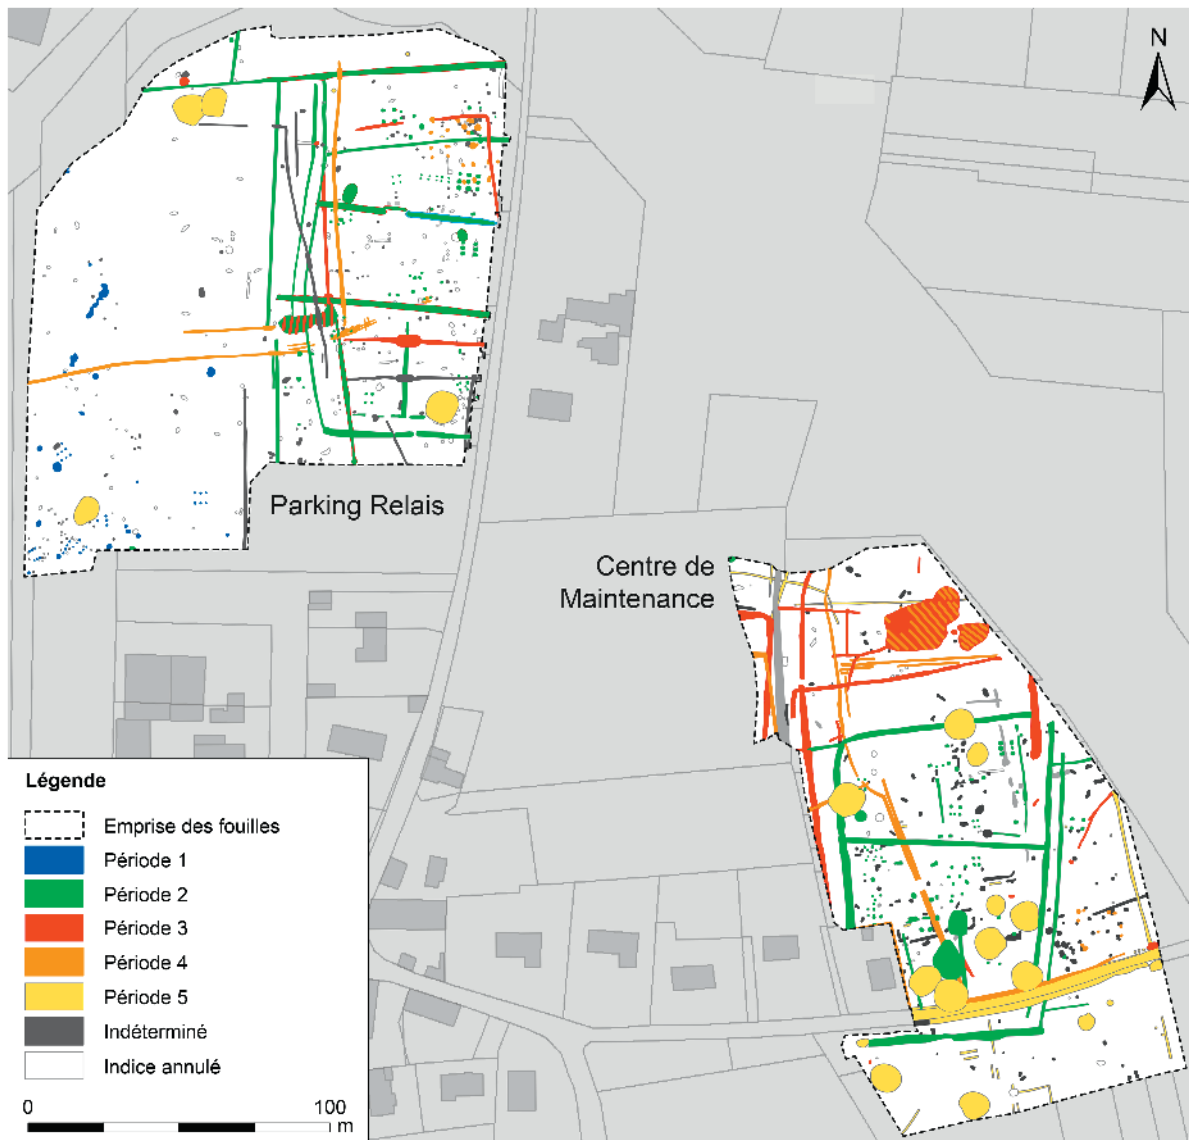 N
Parking Relais
Centre de
Maintenance
Légende
Emprise des fouilles
Période 1
Période 2
Période 3
Période 4
Période 5
Indéterminé
Indice annulé
0 100
m